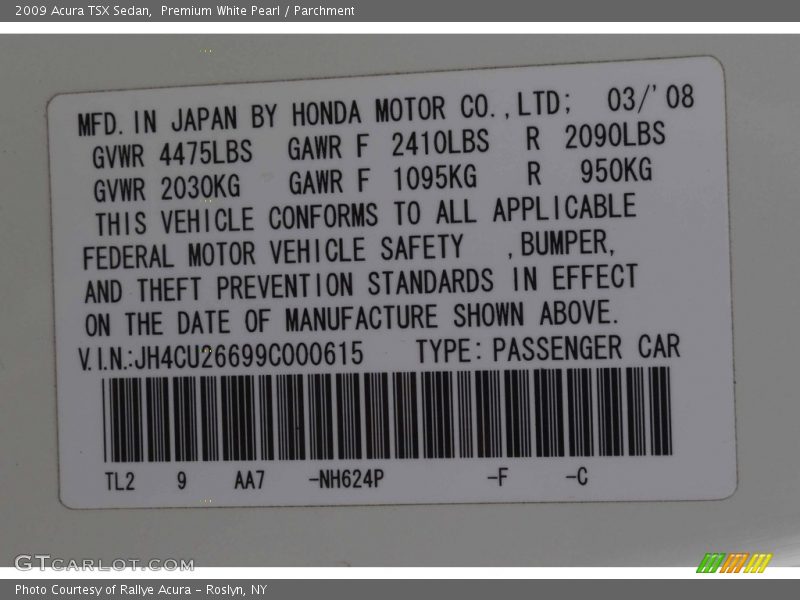 2009 Acura TSX Sedan, Premium White Pearl / Parchment
MFD. IN JAPAN BY HONDA MOTOR CO., LTD; 03/'08
GVWR 4475LBS GAWR F 2410LBS R 2090LBS
GVWR 2030KG GAWR F 1095KG R 950KG
THIS VEHICLE CONFORMS TO ALL APPLICABLE
FEDERAL MOTOR VEHICLE SAFETY , BUMPER,
AND THEFT PREVENTION STANDARDS IN EFFECT
ON THE DATE OF MANUFACTURE SHOWN ABOVE.
V.I.N.:JH4CU26699C000615 TYPE: PASSENGER CAR
TL2 9 AA7 -NH624P -F -C
GTCARLOT.COM
Photo Courtesy of Rallye Acura - Roslyn, NY